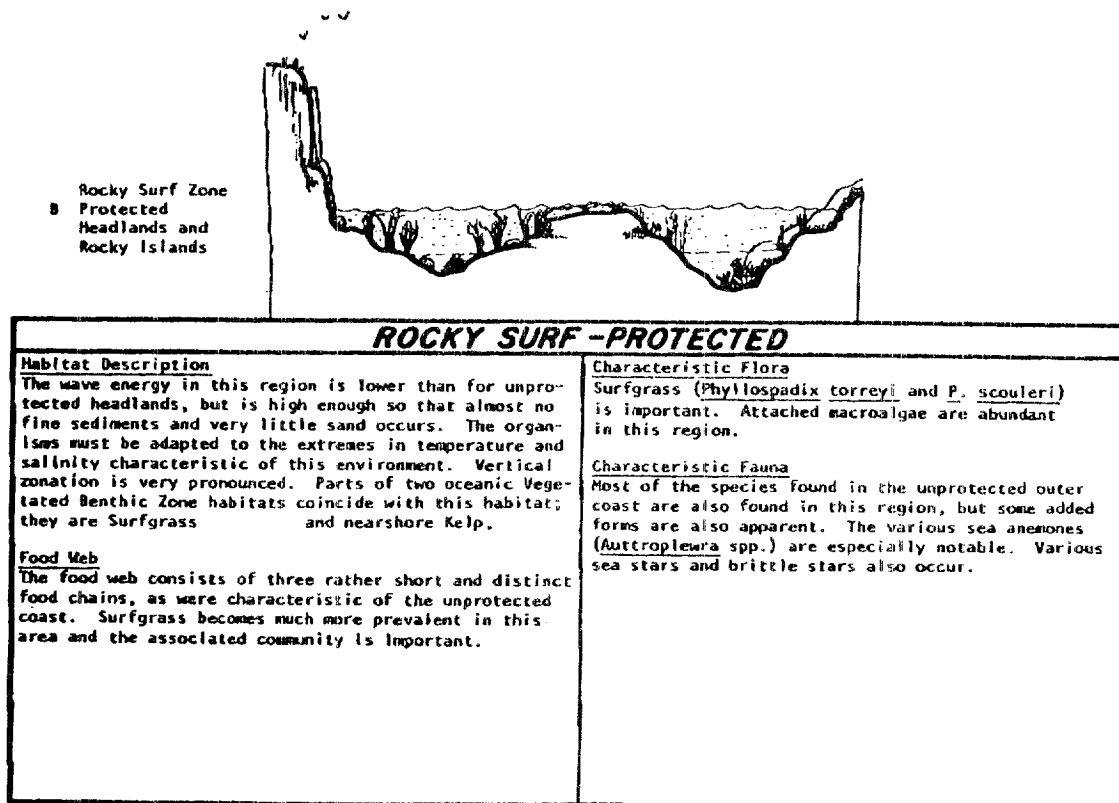 Rocky Surf Zone
B Protected
Headlands and
Rocky Islands
ROCKY SURF-PROTECTED
Habitat Description
The wave energy in this region is lower than for unpro-
tected headlands, but is high enough so that almost no
fine sediments and very little sand occurs. The organ-
isms must be adapted to the extremes in temperature and
salinity characteristic of this environment. Vertical
zonation is very pronounced. Parts of two oceanic Vege-
tated Benthic Zone habitats coincide with this habitat;
they are Surfgrass and nearshore Kelp.
Food Web
The food web consists of three rather short and distinct
food chains, as were characteristic of the unprotected
coast. Surfgrass becomes much more prevalent in this
area and the associated community is important.
Characteristic Flora
Surfgrass (Phyllospadix torreyi and P. scouleri)
is important. Attached macroalgae are abundant
in this region.
Characteristic Fauna
Most of the species found in the unprotected outer
coast are also found in this region, but some added
forms are also apparent. The various sea anemones
(Auttroplewra spp.) are especially notable. Various
sea stars and brittle stars also occur.